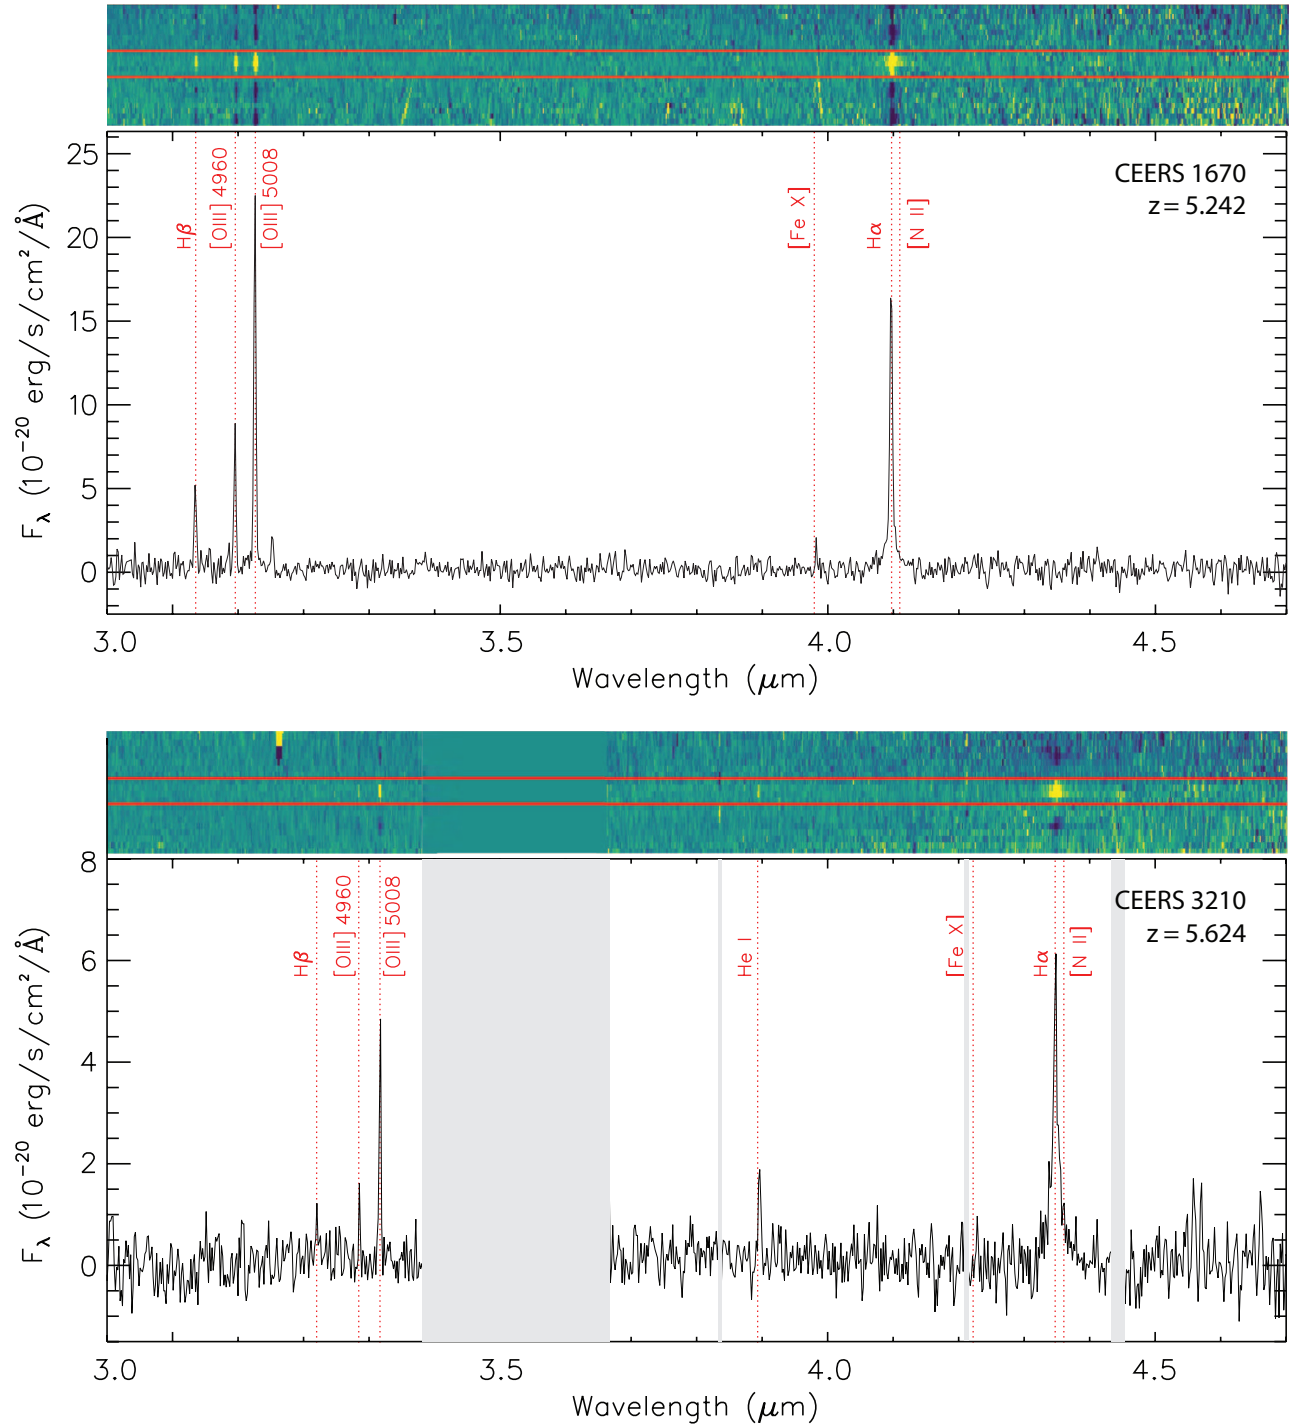 CEERS 1670
z = 5.242
Hβ
[OIII] 4960
[OIII] 5008
[Fe X]
Hα
[N II]
25
20
15
10
5
0
F_λ (10⁻²⁰ erg/s/cm²/Å)
3.0 3.5 4.0 4.5
Wavelength (μm)
CEERS 3210
z = 5.624
Hβ
[OIII] 4960
[OIII] 5008
He I
[Fe X]
Hα
[N II]
8
6
4
2
0
F_λ (10⁻²⁰ erg/s/cm²/Å)
3.0 3.5 4.0 4.5
Wavelength (μm)